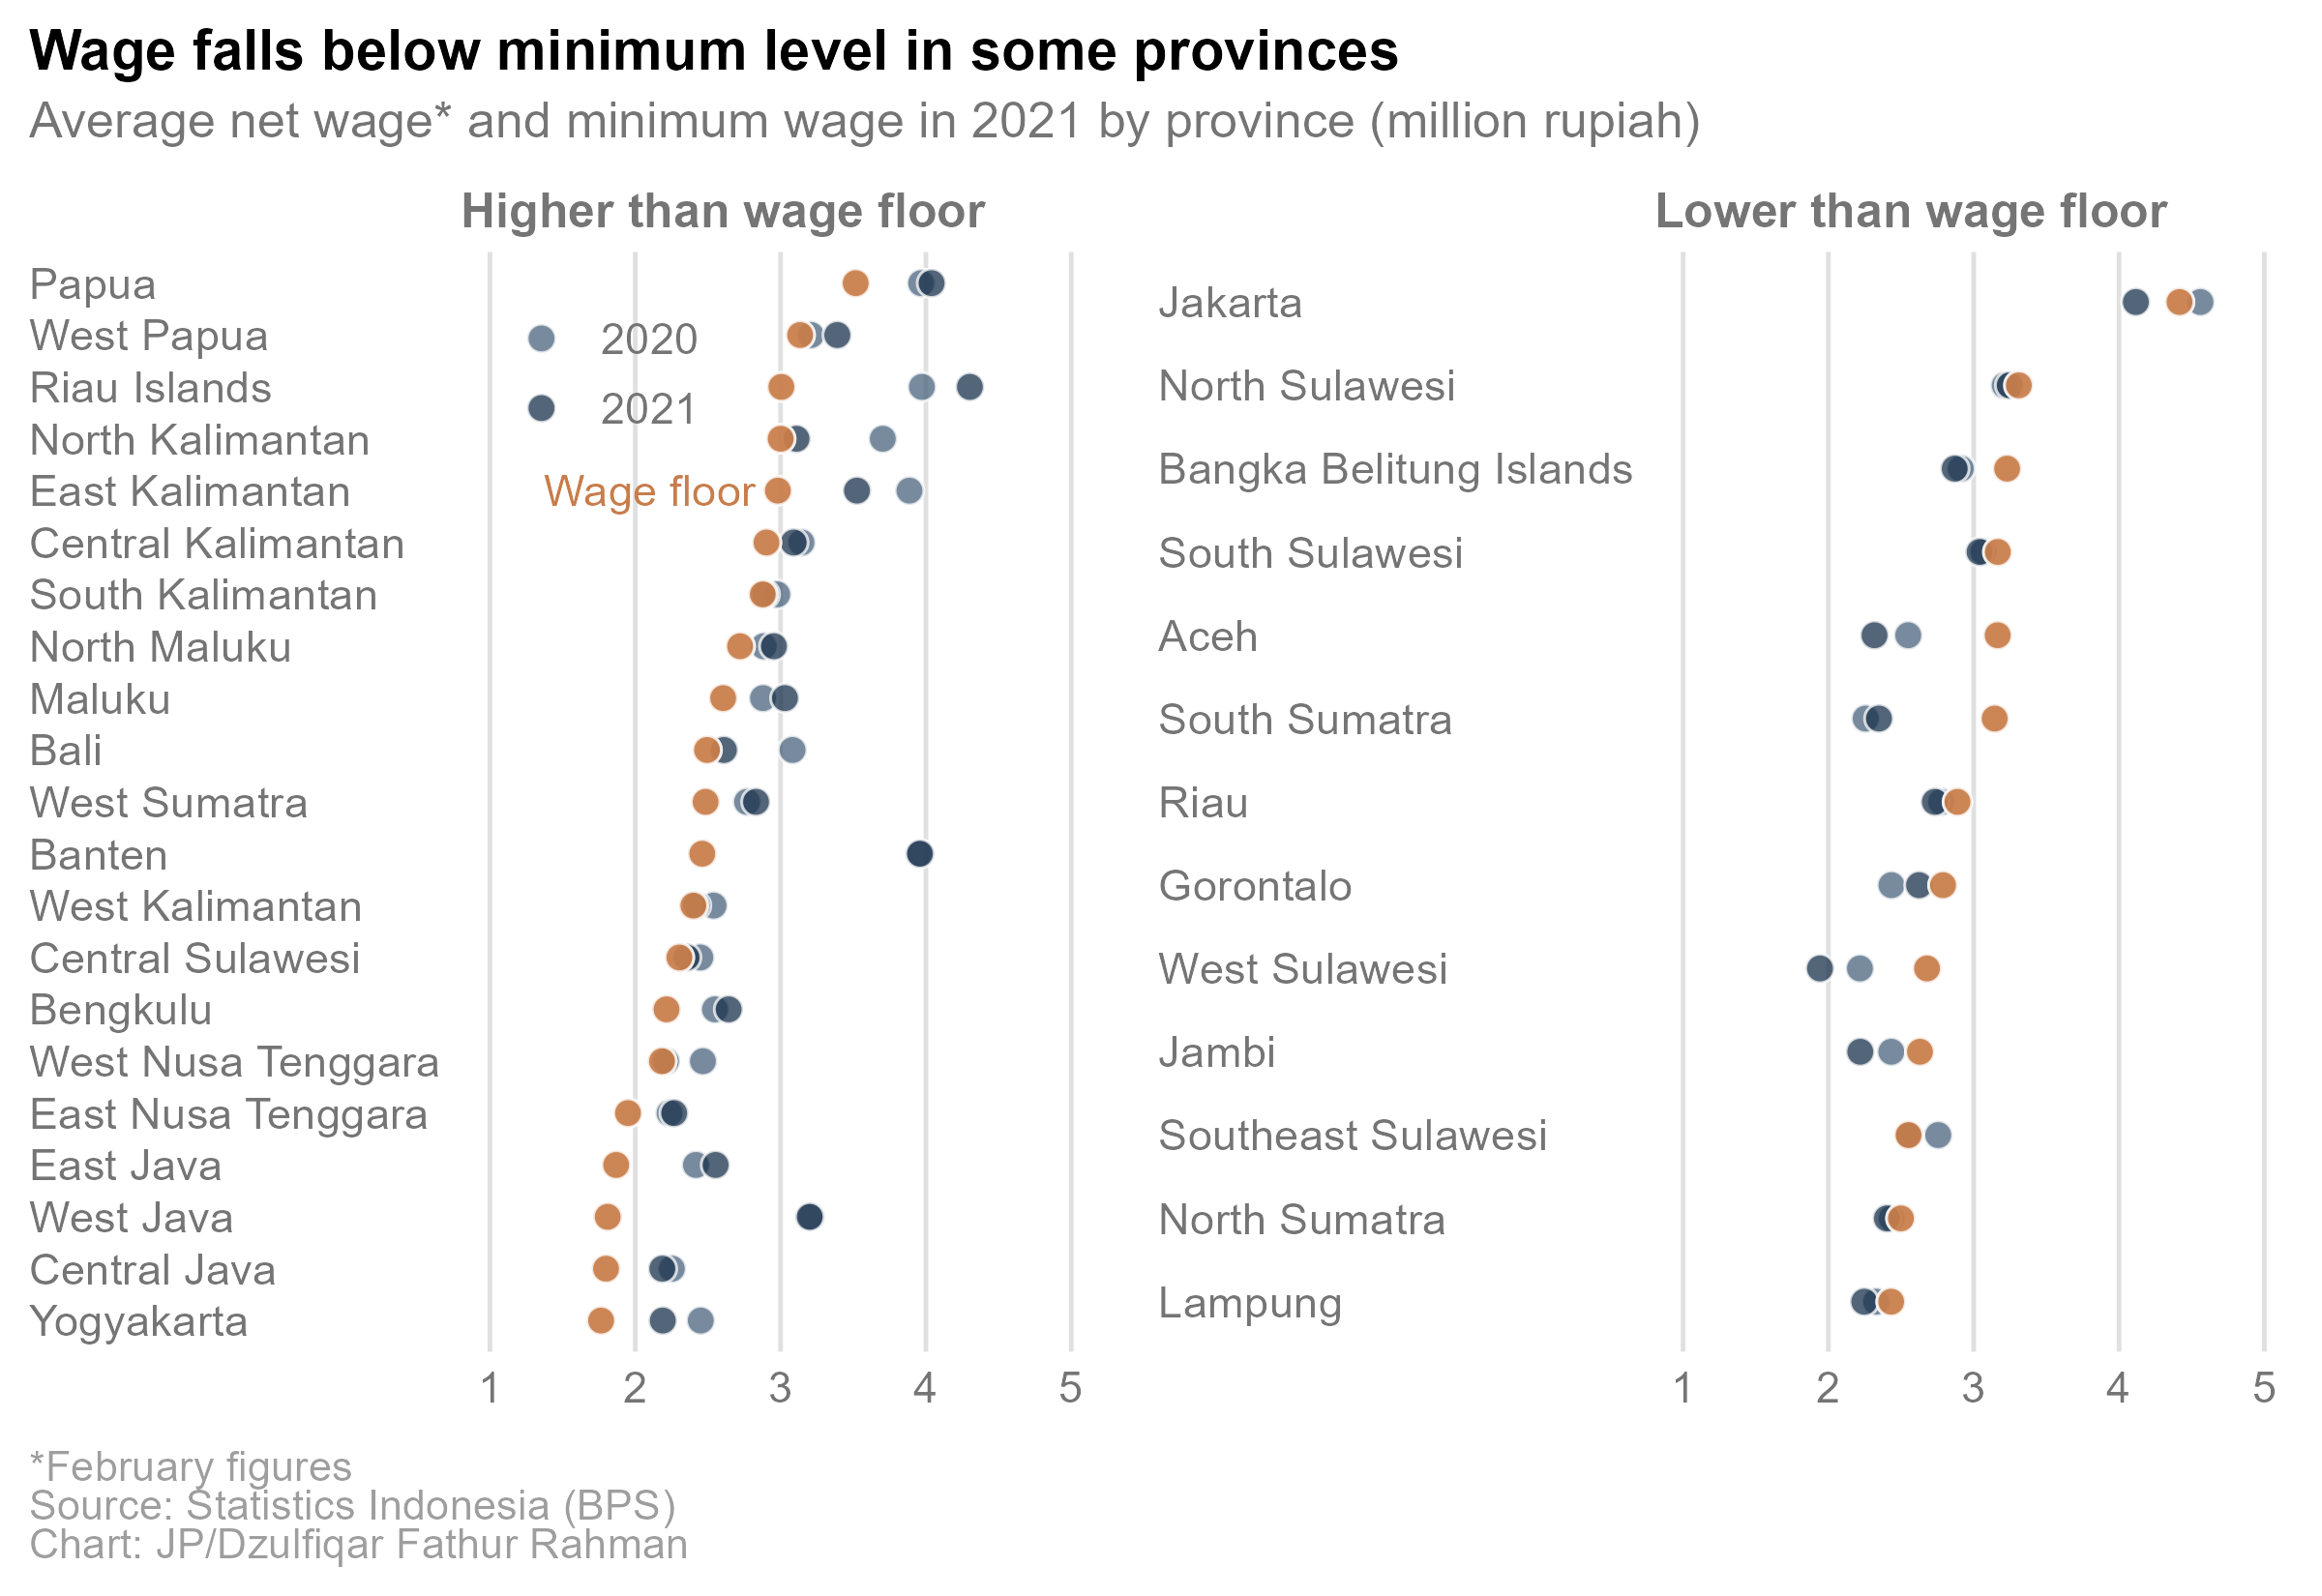 Wage falls below minimum level in some provinces
Average net wage* and minimum wage in 2021 by province (million rupiah)
Higher than wage floor
Papua
West Papua
Riau Islands
North Kalimantan
East Kalimantan
Central Kalimantan
South Kalimantan
North Maluku
Maluku
Bali
West Sumatra
Banten
West Kalimantan
Central Sulawesi
Bengkulu
West Nusa Tenggara
East Nusa Tenggara
East Java
West Java
Central Java
Yogyakarta
2020
2021
Wage floor
1 2 3 4 5
Lower than wage floor
Jakarta
North Sulawesi
Bangka Belitung Islands
South Sulawesi
Aceh
South Sumatra
Riau
Gorontalo
West Sulawesi
Jambi
Southeast Sulawesi
North Sumatra
Lampung
1 2 3 4 5
*February figures
Source: Statistics Indonesia (BPS)
Chart: JP/Dzulfiqar Fathur Rahman